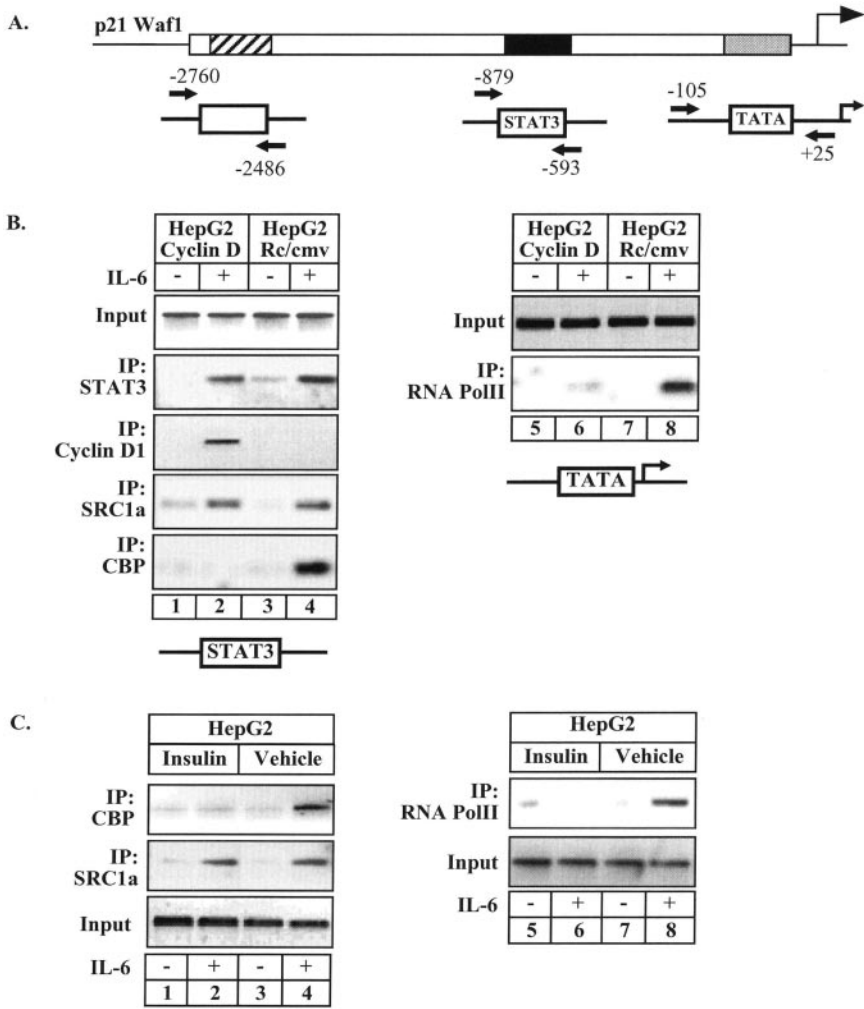 A.
p21 Waf1
-2760
-879
-105
STAT3
TATA
-2486
-593
+25
B.
HepG2 HepG2
Cyclin D Rc/cmv
IL-6 - + - +
Input
IP:
STAT3
IP:
Cyclin D1
IP:
SRC1a
IP:
CBP
1 2 3 4
STAT3
HepG2 HepG2
Cyclin D Rc/cmv
- + - +
Input
IP:
RNA PolII
5 6 7 8
TATA
C.
HepG2
Insulin Vehicle
IP:
CBP
IP:
SRC1a
Input
IL-6 - + - +
1 2 3 4
HepG2
Insulin Vehicle
IP:
RNA PolII
Input
IL-6 - + - +
5 6 7 8